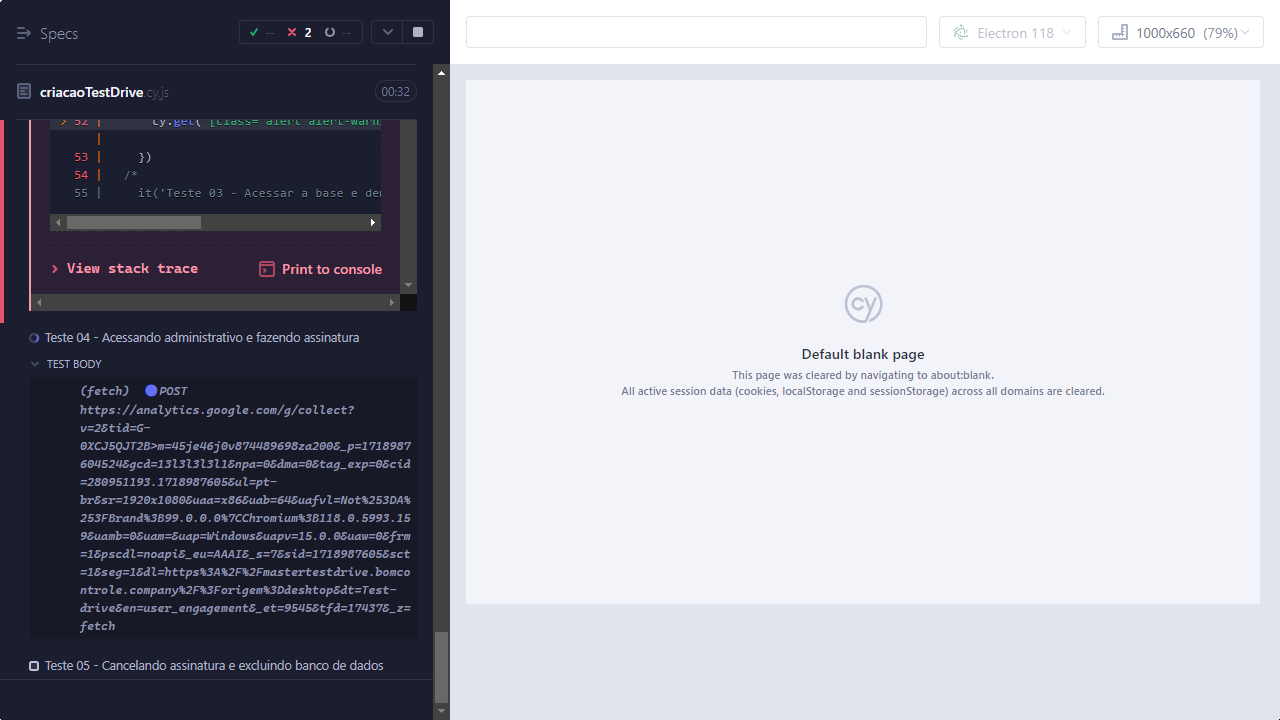 Specs
-- 2 --
Electron 118
1000x660 (79%)
criacaoTestDrive.cy.js
00:32
> 52 | cy.get('[class="alert alert-warn
|
53 | })
54 | /*
55 | it('Teste 03 - Acessar a base e de
View stack trace
Print to console
Teste 04 - Acessando administrativo e fazendo assinatura
TEST BODY
(fetch) POST
https://analytics.google.com/g/collect?
v=2&tid=G-
0XCJ5QJT2B>m=45je46j0v874489698za200&_p=1718987
604524&gcd=13l3l3l3l1&npa=0&dma=0&tag_exp=0&cid
=280951193.1718987605&ul=pt-
br&sr=1920x1080&uaa=x86&uab=64&uafvl=Not%253DA%
253FBrand%3B99.0.0.0%7CChromium%3B118.0.5993.15
9&uamb=0&uam=&uap=Windows&uapv=15.0.0&uaw=0&frm
=1&pscdl=noapi&_eu=AAAI&_s=7&sid=1718987605&sct
=1&seg=1&dl=https%3A%2F%2Fmastertestdrive.bomco
ntrole.company%2F%3Forigem%3Ddesktop&dt=Test-
drive&en=user_engagement&_et=9545&tfd=17437&_z=
fetch
Teste 05 - Cancelando assinatura e excluindo banco de dados
cy
Default blank page
This page was cleared by navigating to about:blank.
All active session data (cookies, localStorage and sessionStorage) across all domains are cleared.